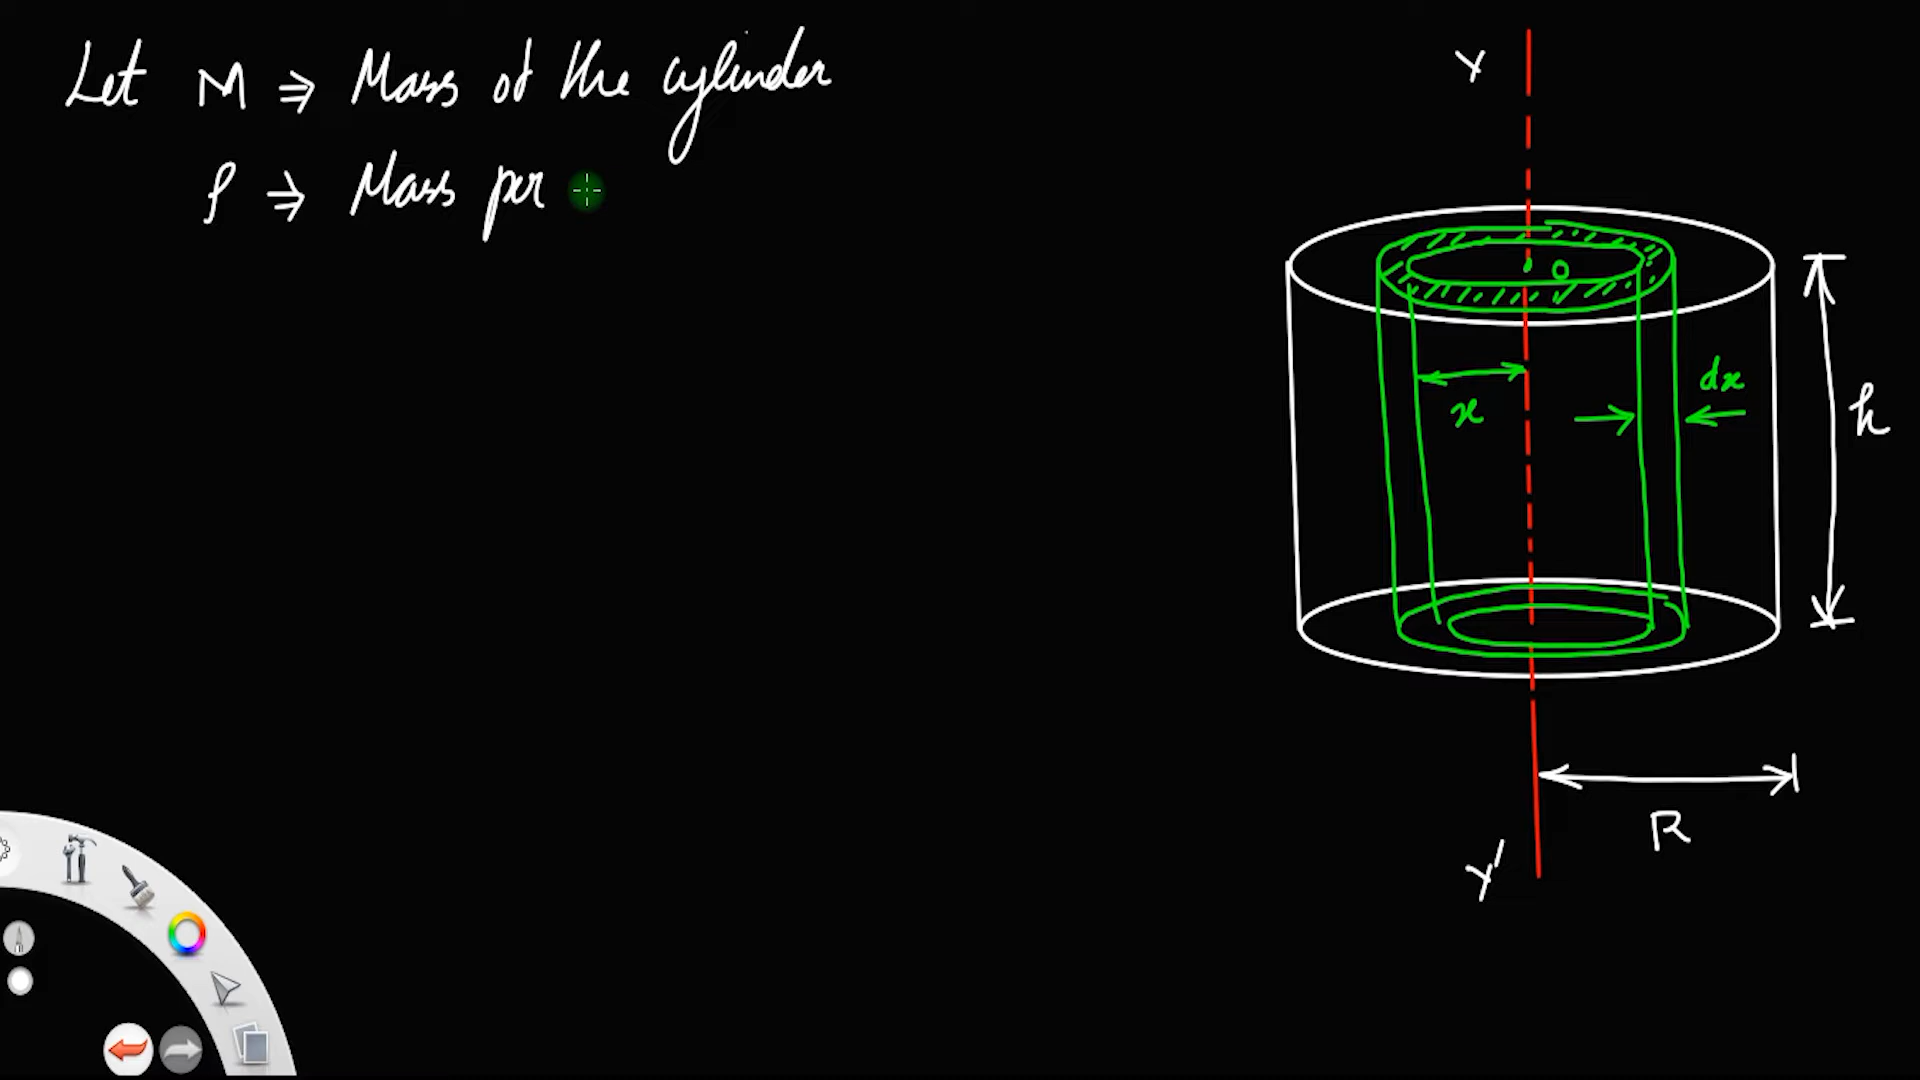 Let M ⇒ Mass of the cylinder
ρ ⇒ Mass per
Y
O
dx
x
h
R
Y'